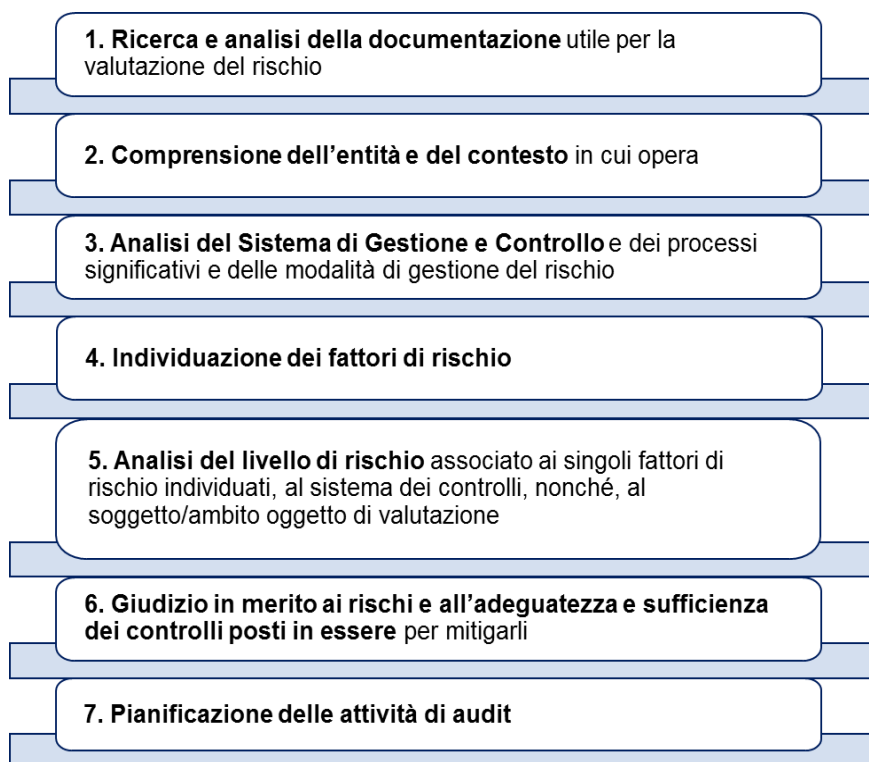 1. Ricerca e analisi della documentazione utile per la
valutazione del rischio
2. Comprensione dell’entità e del contesto in cui opera
3. Analisi del Sistema di Gestione e Controllo e dei processi
significativi e delle modalità di gestione del rischio
4. Individuazione dei fattori di rischio
5. Analisi del livello di rischio associato ai singoli fattori di
rischio individuati, al sistema dei controlli, nonché, al
soggetto/ambito oggetto di valutazione
6. Giudizio in merito ai rischi e all’adeguatezza e sufficienza
dei controlli posti in essere per mitigarli
7. Pianificazione delle attività di audit